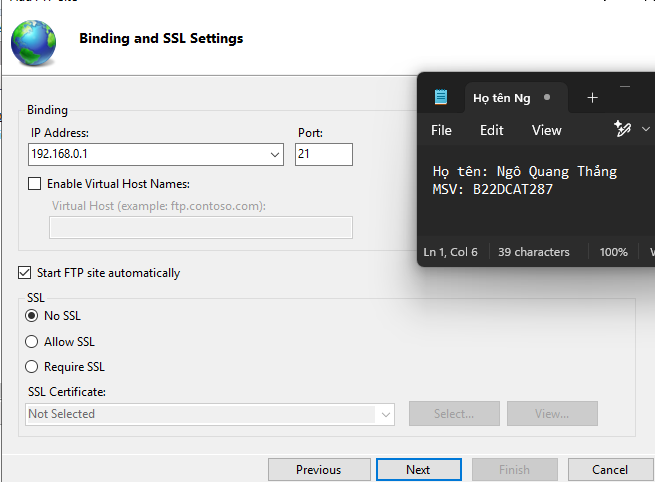 Binding and SSL Settings
Binding
IP Address:
Port:
192.168.0.1
21
Enable Virtual Host Names:
Virtual Host (example: ftp.contoso.com):
Start FTP site automatically
SSL
No SSL
Allow SSL
Require SSL
SSL Certificate:
Not Selected
Select...
View...
Previous
Next
Finish
Cancel
Họ tên Ng
File
Edit
View
Họ tên: Ngô Quang Thắng
MSV: B22DCAT287
Ln 1, Col 6
39 characters
100%